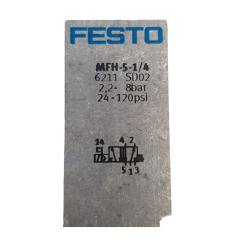 FESTO
MFH-5-1/4
6211 SD02
2,2- 8bar
24-120psi
14 4 2
5 1 3